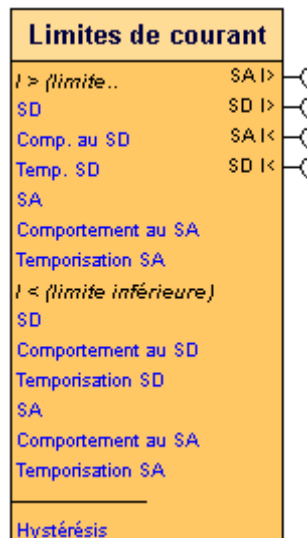 Limites de courant
I > (limite.. SA I>
SD SD I>
Comp. au SD SA I<
Temp. SD SD I<
SA
Comportement au SA
Temporisation SA
I < (limite inférieure)
SD
Comportement au SD
Temporisation SD
SA
Comportement au SA
Temporisation SA
Hystérésis